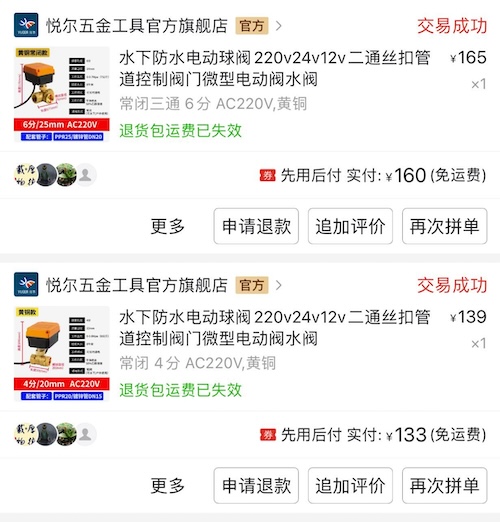 悦尔五金工具官方旗舰店 官方 交易成功
黄铜常闭款
6分/25mm AC220V
配套管子: PPR25/镀锌管DN20
水下防水电动球阀220v24v12v二通丝扣管
道控制阀门微型电动阀水阀
¥165
×1
常闭三通 6分 AC220V,黄铜
退货包运费已失效
券 先用后付 实付: ¥160 (免运费)
更多 申请退款 追加评价 再次拼单
悦尔五金工具官方旗舰店 官方 交易成功
黄铜款
4分/20mm AC220V
配套管子: PPR20/镀锌管DN15
水下防水电动球阀220v24v12v二通丝扣管
道控制阀门微型电动阀水阀
¥139
×1
常闭 4分 AC220V,黄铜
退货包运费已失效
券 先用后付 实付: ¥133 (免运费)
更多 申请退款 追加评价 再次拼单